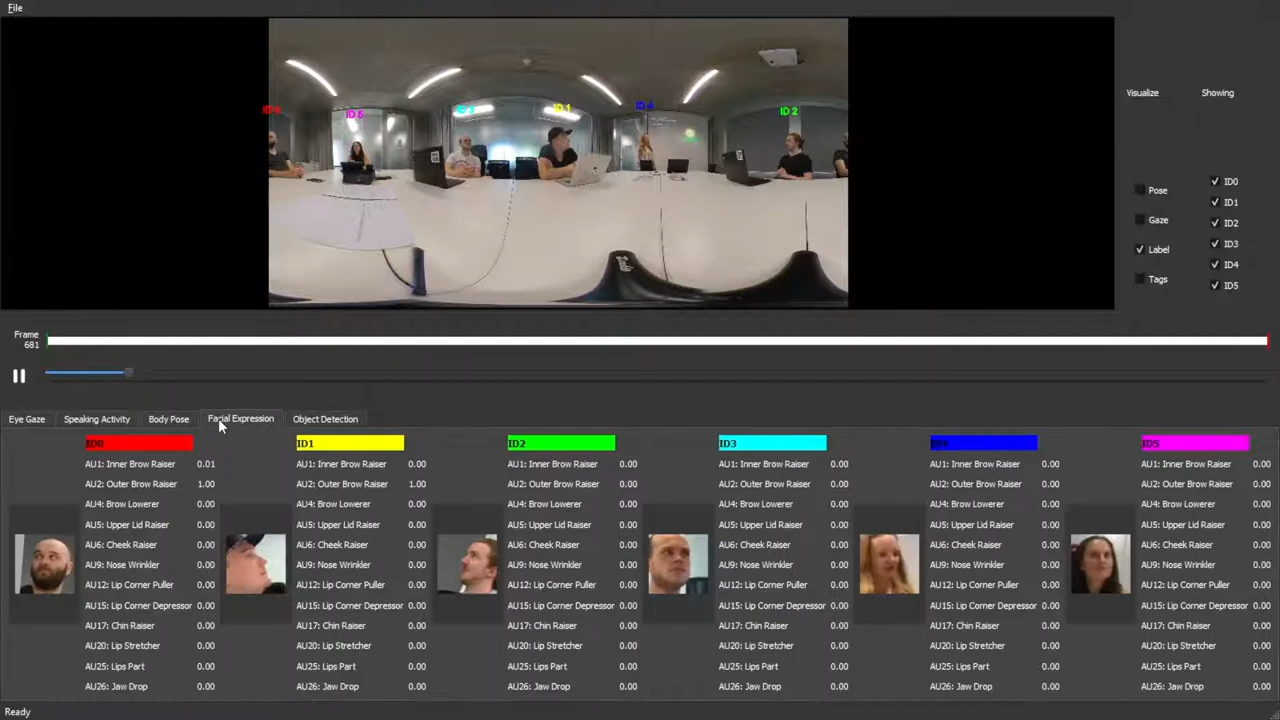 File
ID 5
ID 3
ID 1
ID 4
ID 2
Visualize Showing
Pose
Gaze
Label
Tags
ID0
ID1
ID2
ID3
ID4
ID5
Frame
681
Eye Gaze Speaking Activity Body Pose Facial Expression Object Detection
ID0
AU1: Inner Brow Raiser 0.01
AU2: Outer Brow Raiser 1.00
AU4: Brow Lowerer 0.00
AU5: Upper Lid Raiser 0.00
AU6: Cheek Raiser 0.00
AU9: Nose Wrinkler 0.00
AU12: Lip Corner Puller 0.00
AU15: Lip Corner Depressor 0.00
AU17: Chin Raiser 0.00
AU20: Lip Stretcher 0.00
AU25: Lips Part 0.00
AU26: Jaw Drop 0.00
ID1
AU1: Inner Brow Raiser 0.00
AU2: Outer Brow Raiser 1.00
AU4: Brow Lowerer 0.00
AU5: Upper Lid Raiser 0.00
AU6: Cheek Raiser 0.00
AU9: Nose Wrinkler 0.00
AU12: Lip Corner Puller 0.00
AU15: Lip Corner Depressor 0.00
AU17: Chin Raiser 0.00
AU20: Lip Stretcher 0.00
AU25: Lips Part 0.00
AU26: Jaw Drop 0.00
ID2
AU1: Inner Brow Raiser 0.00
AU2: Outer Brow Raiser 0.00
AU4: Brow Lowerer 0.00
AU5: Upper Lid Raiser 0.00
AU6: Cheek Raiser 0.00
AU9: Nose Wrinkler 0.00
AU12: Lip Corner Puller 0.00
AU15: Lip Corner Depressor 0.00
AU17: Chin Raiser 0.00
AU20: Lip Stretcher 0.00
AU25: Lips Part 0.00
AU26: Jaw Drop 0.00
ID3
AU1: Inner Brow Raiser 0.00
AU2: Outer Brow Raiser 0.00
AU4: Brow Lowerer 0.00
AU5: Upper Lid Raiser 0.00
AU6: Cheek Raiser 0.00
AU9: Nose Wrinkler 0.00
AU12: Lip Corner Puller 0.00
AU15: Lip Corner Depressor 0.00
AU17: Chin Raiser 0.00
AU20: Lip Stretcher 0.00
AU25: Lips Part 0.00
AU26: Jaw Drop 0.00
ID4
AU1: Inner Brow Raiser 0.00
AU2: Outer Brow Raiser 0.00
AU4: Brow Lowerer 0.00
AU5: Upper Lid Raiser 0.00
AU6: Cheek Raiser 0.00
AU9: Nose Wrinkler 0.00
AU12: Lip Corner Puller 0.00
AU15: Lip Corner Depressor 0.00
AU17: Chin Raiser 0.00
AU20: Lip Stretcher 0.00
AU25: Lips Part 0.00
AU26: Jaw Drop 0.00
ID5
AU1: Inner Brow Raiser 0.00
AU2: Outer Brow Raiser 0.00
AU4: Brow Lowerer 0.00
AU5: Upper Lid Raiser 0.00
AU6: Cheek Raiser 0.00
AU9: Nose Wrinkler 0.00
AU12: Lip Corner Puller 0.00
AU15: Lip Corner Depressor 0.00
AU17: Chin Raiser 0.00
AU20: Lip Stretcher 0.00
AU25: Lips Part 0.00
AU26: Jaw Drop 0.00
Ready